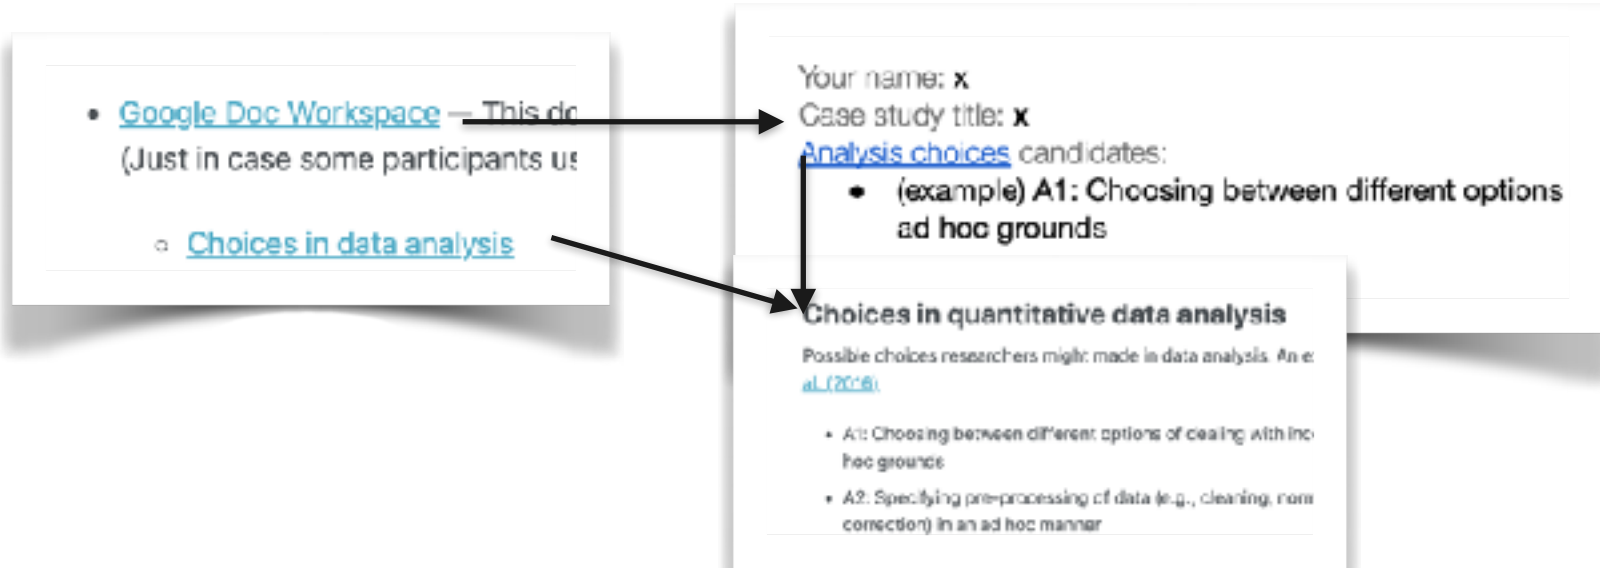 • Google Doc Workspace — This do
(Just in case some participants us
○ Choices in data analysis
Your name: x
Case study title: x
Analysis choices candidates:
• (example) A1: Choosing between different options
ad hoc grounds
Choices in quantitative data analysis
Possible choices researchers might made in data analysis. An e
al. (2016)
• A1: Choosing between different options of dealing with inc
hoc grounds
• A2: Specifying pre-processing of data (e.g., cleaning, norm
correction) in an ad hoc manner